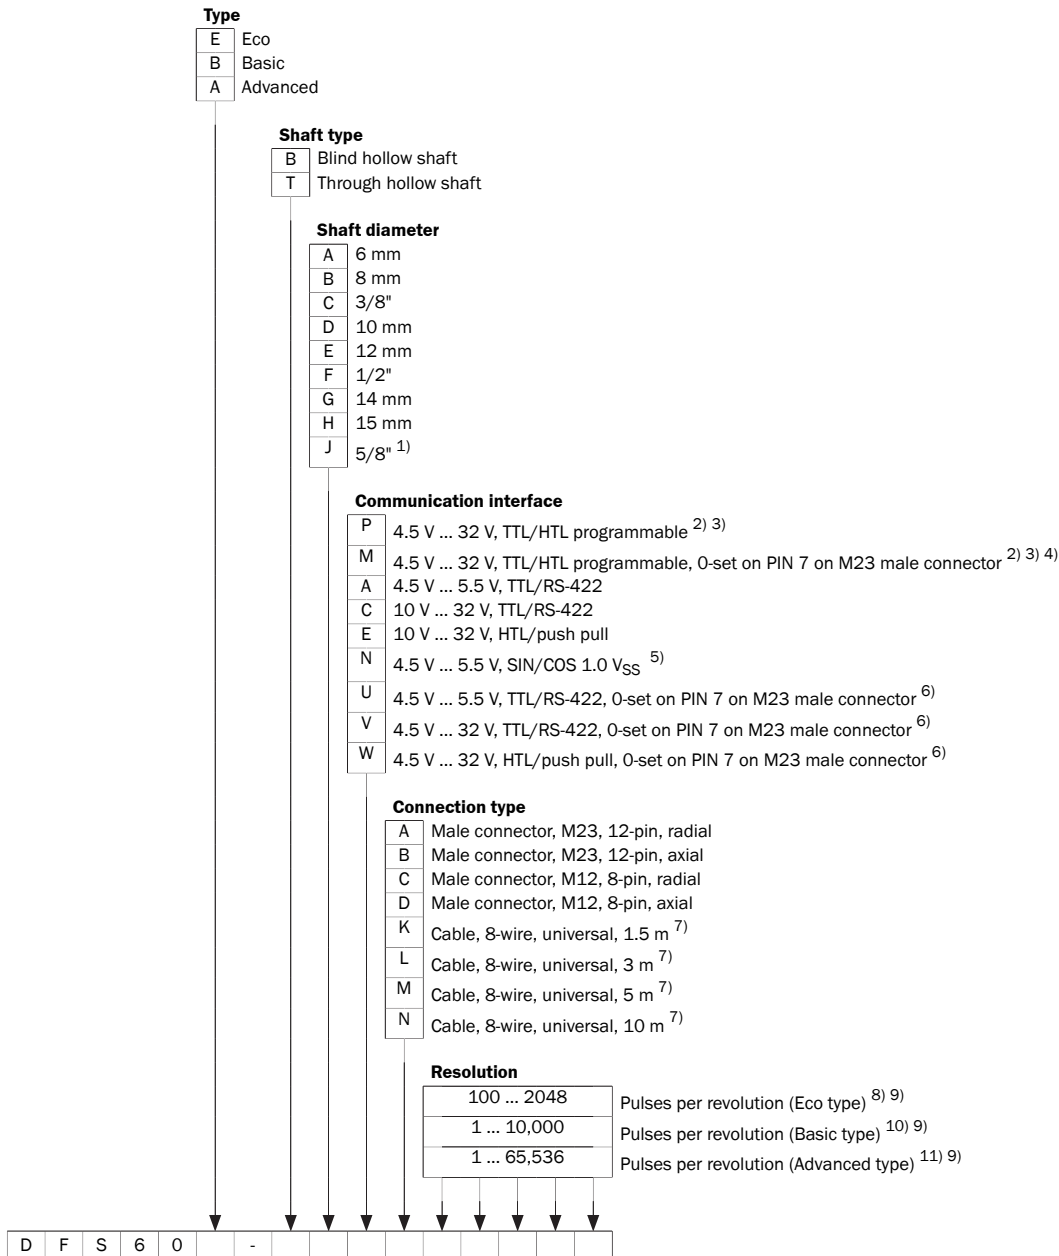 Type
E Eco
B Basic
A Advanced
Shaft type
B Blind hollow shaft
T Through hollow shaft
Shaft diameter
A 6 mm
B 8 mm
C 3/8"
D 10 mm
E 12 mm
F 1/2"
G 14 mm
H 15 mm
J 5/8" 1)
Communication interface
P 4.5 V ... 32 V, TTL/HTL programmable 2) 3)
M 4.5 V ... 32 V, TTL/HTL programmable, 0-set on PIN 7 on M23 male connector 2) 3) 4)
A 4.5 V ... 5.5 V, TTL/RS-422
C 10 V ... 32 V, TTL/RS-422
E 10 V ... 32 V, HTL/push pull
N 4.5 V ... 5.5 V, SIN/COS 1.0 VSS 5)
U 4.5 V ... 5.5 V, TTL/RS-422, 0-set on PIN 7 on M23 male connector 6)
V 4.5 V ... 32 V, TTL/RS-422, 0-set on PIN 7 on M23 male connector 6)
W 4.5 V ... 32 V, HTL/push pull, 0-set on PIN 7 on M23 male connector 6)
Connection type
A Male connector, M23, 12-pin, radial
B Male connector, M23, 12-pin, axial
C Male connector, M12, 8-pin, radial
D Male connector, M12, 8-pin, axial
K Cable, 8-wire, universal, 1.5 m 7)
L Cable, 8-wire, universal, 3 m 7)
M Cable, 8-wire, universal, 5 m 7)
N Cable, 8-wire, universal, 10 m 7)
Resolution
100 ... 2048 Pulses per revolution (Eco type) 8) 9)
1 ... 10,000 Pulses per revolution (Basic type) 10) 9)
1 ... 65,536 Pulses per revolution (Advanced type) 11) 9)
D F S 6 0 -